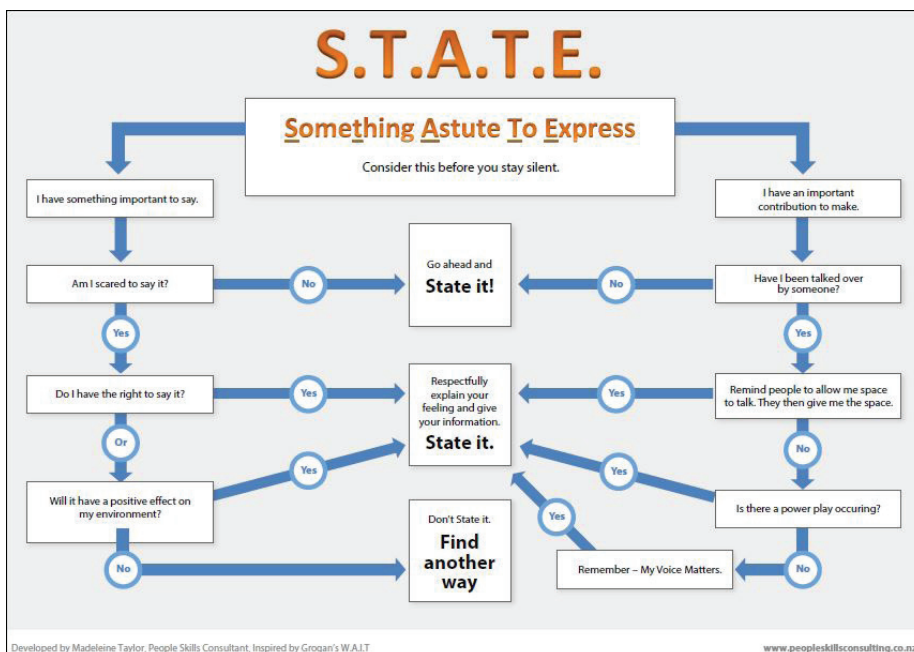 S.T.A.T.E.
Something Astute To Express
Consider this before you stay silent.
I have something important to say.
I have an important
contribution to make.
Am I scared to say it?
No
Go ahead and
State it!
No
Have I been talked over
by someone?
Yes
Yes
Do I have the right to say it?
Yes
Respectfully
explain your
feeling and give
your information.
State it.
Yes
Remind people to allow me space
to talk. They then give me the space.
Or
No
Yes
Yes
Will it have a positive effect on
my environment?
Is there a power play occuring?
Yes
Don't State it.
Find
another
way
No
Remember – My Voice Matters.
No
Developed by Madeleine Taylor, People Skills Consultant, Inspired by Grogan's W.A.I.T
www.peopleskillsconsulting.co.nz